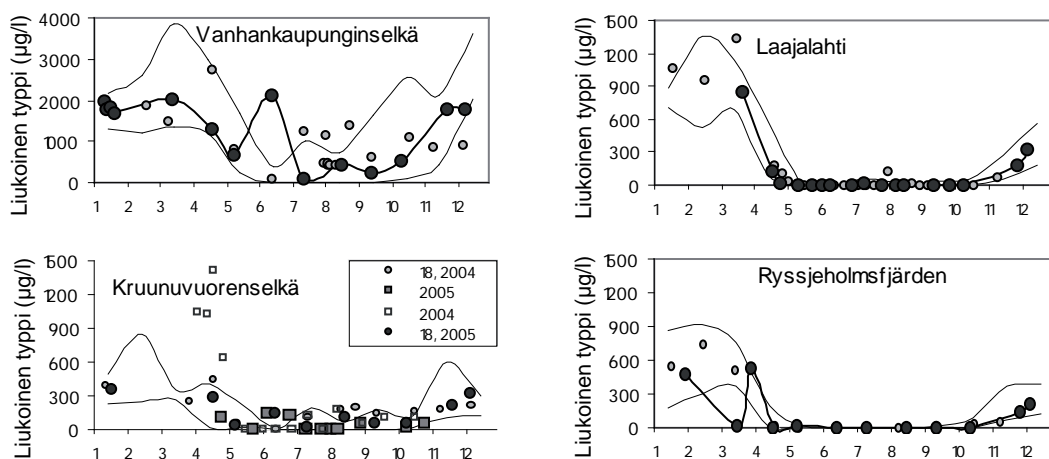 Liukoinen typpi (µg/l)
4000
3000
2000
1000
0
Vanhankaupunginselkä
1 2 3 4 5 6 7 8 9 10 11 12
Liukoinen typpi (µg/l)
1500
1200
900
600
300
0
Laajalahti
1 2 3 4 5 6 7 8 9 10 11 12
Liukoinen typpi (µg/l)
1500
1200
900
600
300
0
Kruunuvuorenselkä
18, 2004
2005
2004
18, 2005
1 2 3 4 5 6 7 8 9 10 11 12
Liukoinen typpi (µg/l)
1500
1200
900
600
300
0
Ryssjeholmsfjärden
1 2 3 4 5 6 7 8 9 10 11 12